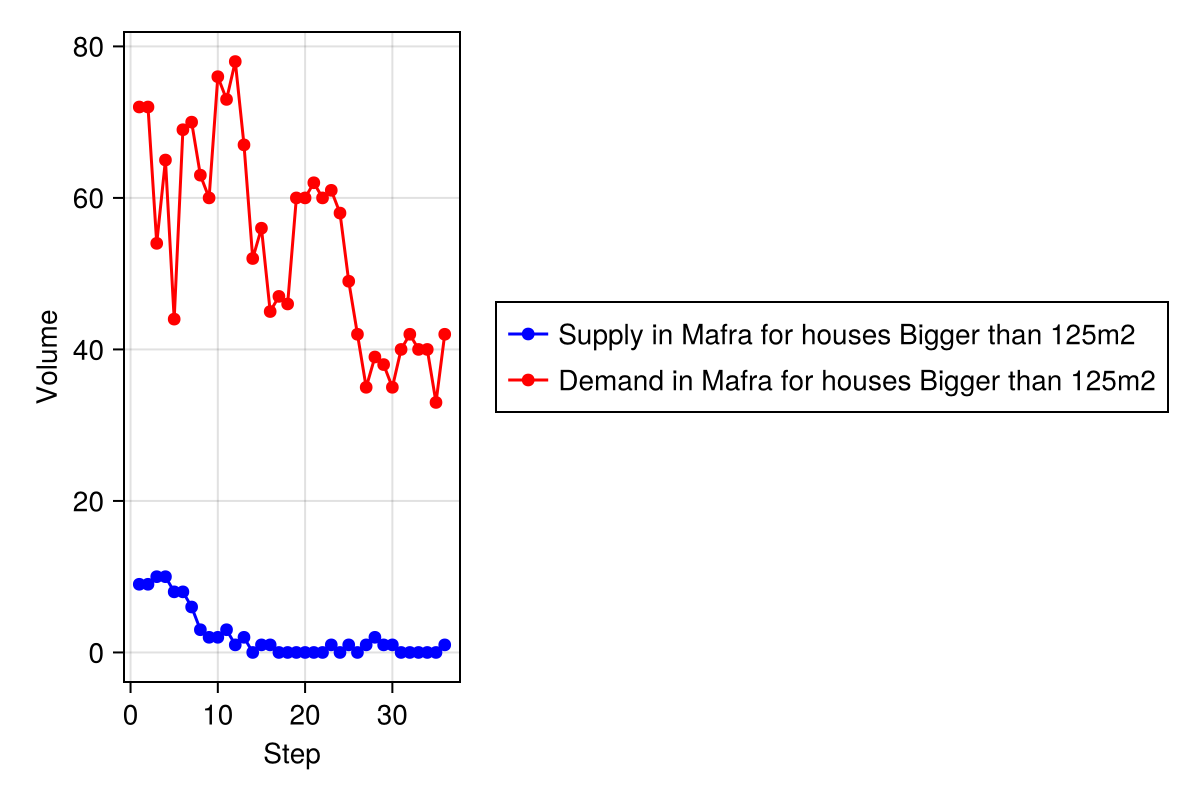 80
60
40
20
0
Volume
0 10 20 30
Step
Supply in Mafra for houses Bigger than 125m2
Demand in Mafra for houses Bigger than 125m2